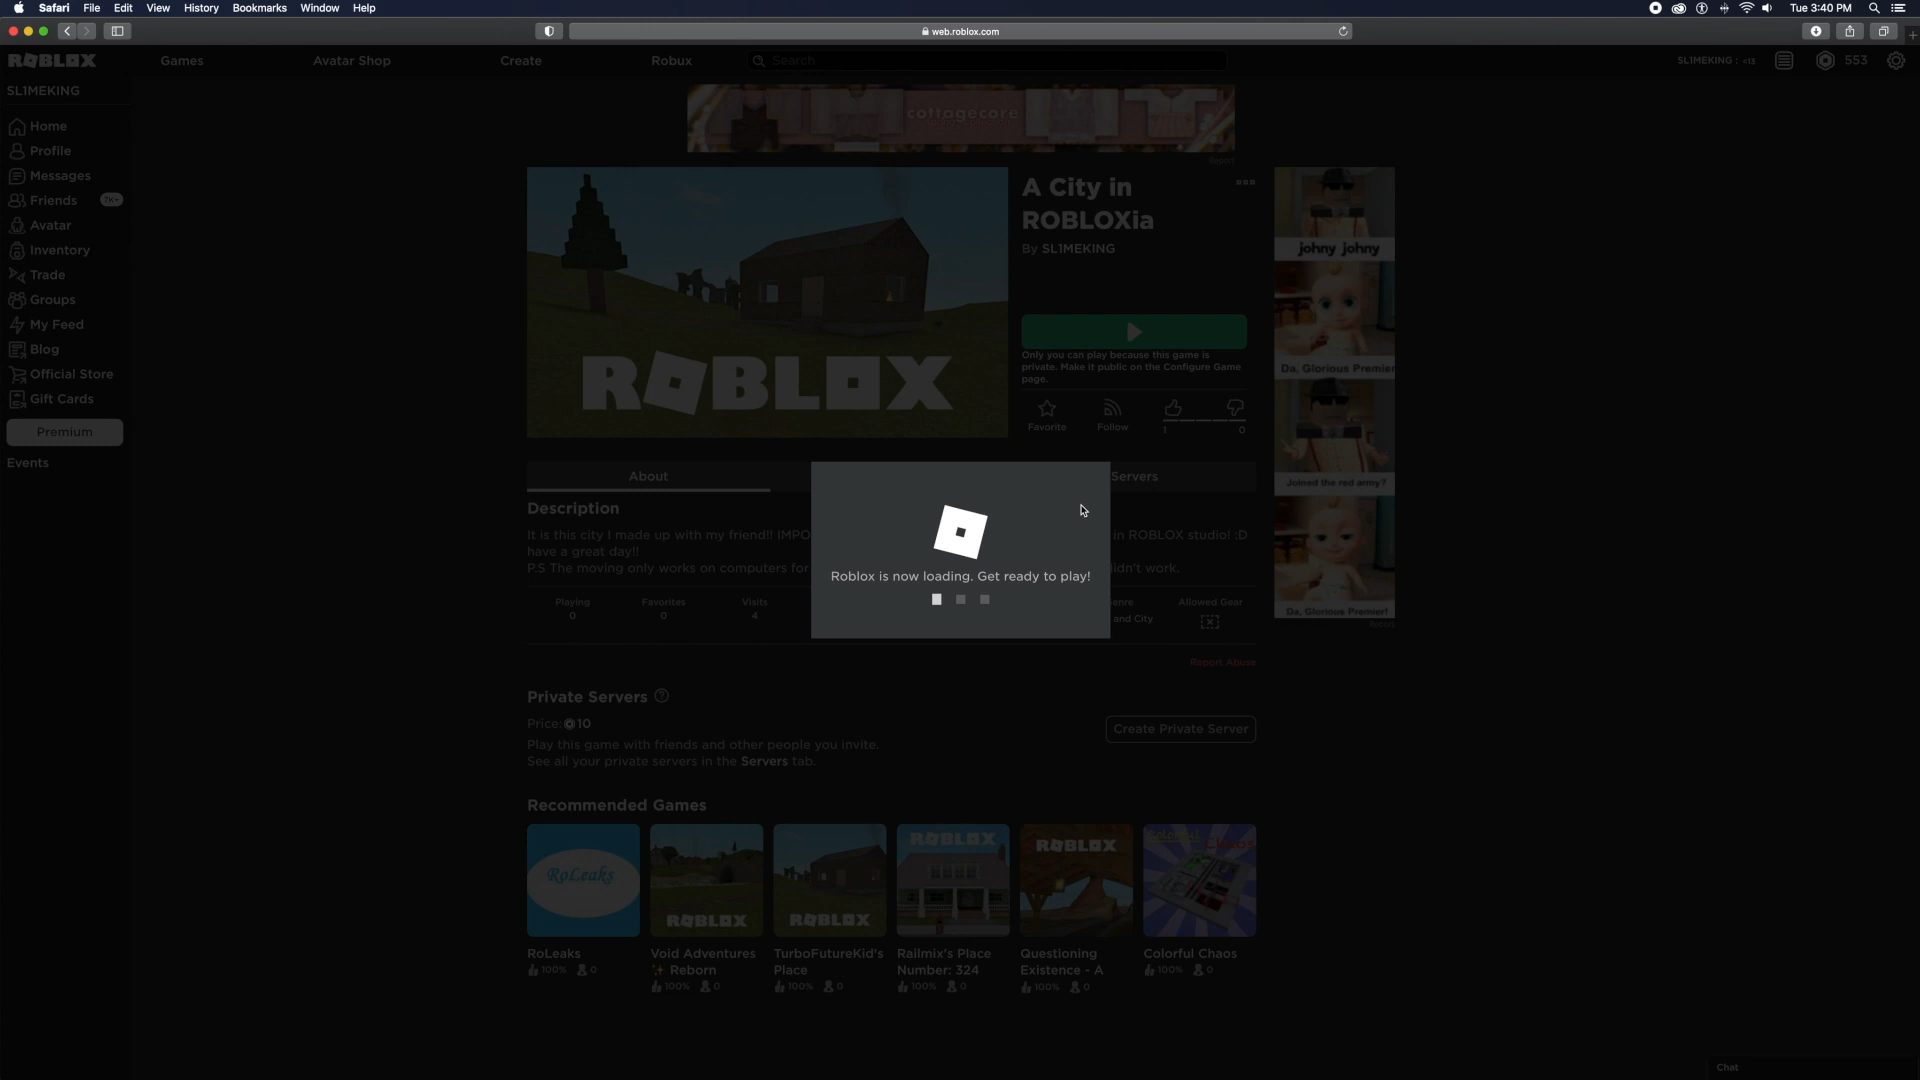 Safari File Edit View History Bookmarks Window Help
Tue 3:40 PM
web.roblox.com
ROBLOX
Games
Avatar Shop
Create
Robux
Search
SL1MEKING : <13
553
SL1MEKING
Home
Profile
Messages
Friends
Avatar
Inventory
Trade
Groups
My Feed
Blog
Official Store
Gift Cards
Premium
Events
cottagecore
Report
ROBLOX
A City in
ROBLOXia
By SL1MEKING
Only you can play because this game is
private. Make it public on the Configure Game
page.
Favorite
Follow
1
0
johny johny
Da, Glorious Premier
Joined the red army?
Da, Glorious Premier!
Report
About
Servers
Description
It is this city I made up with my friend!! IMPO
in ROBLOX studio! :D
have a great day!!
P.S The moving only works on computers for
didn't work.
Roblox is now loading. Get ready to play!
Playing
0
Favorites
0
Visits
4
and City
Allowed Gear
Report Abuse
Private Servers
Price: 10
Play this game with friends and other people you invite.
See all your private servers in the Servers tab.
Create Private Server
Recommended Games
RoLeaks
ROBLOX
ROBLOX
ROBLOX
ROBLOX
Colorful
Chaos
RoLeaks
100% 0
Void Adventures
Reborn
100% 0
TurboFutureKid's
Place
100% 0
Railmix's Place
Number: 324
100% 0
Questioning
Existence - A
100% 0
Colorful Chaos
100% 0
Chat